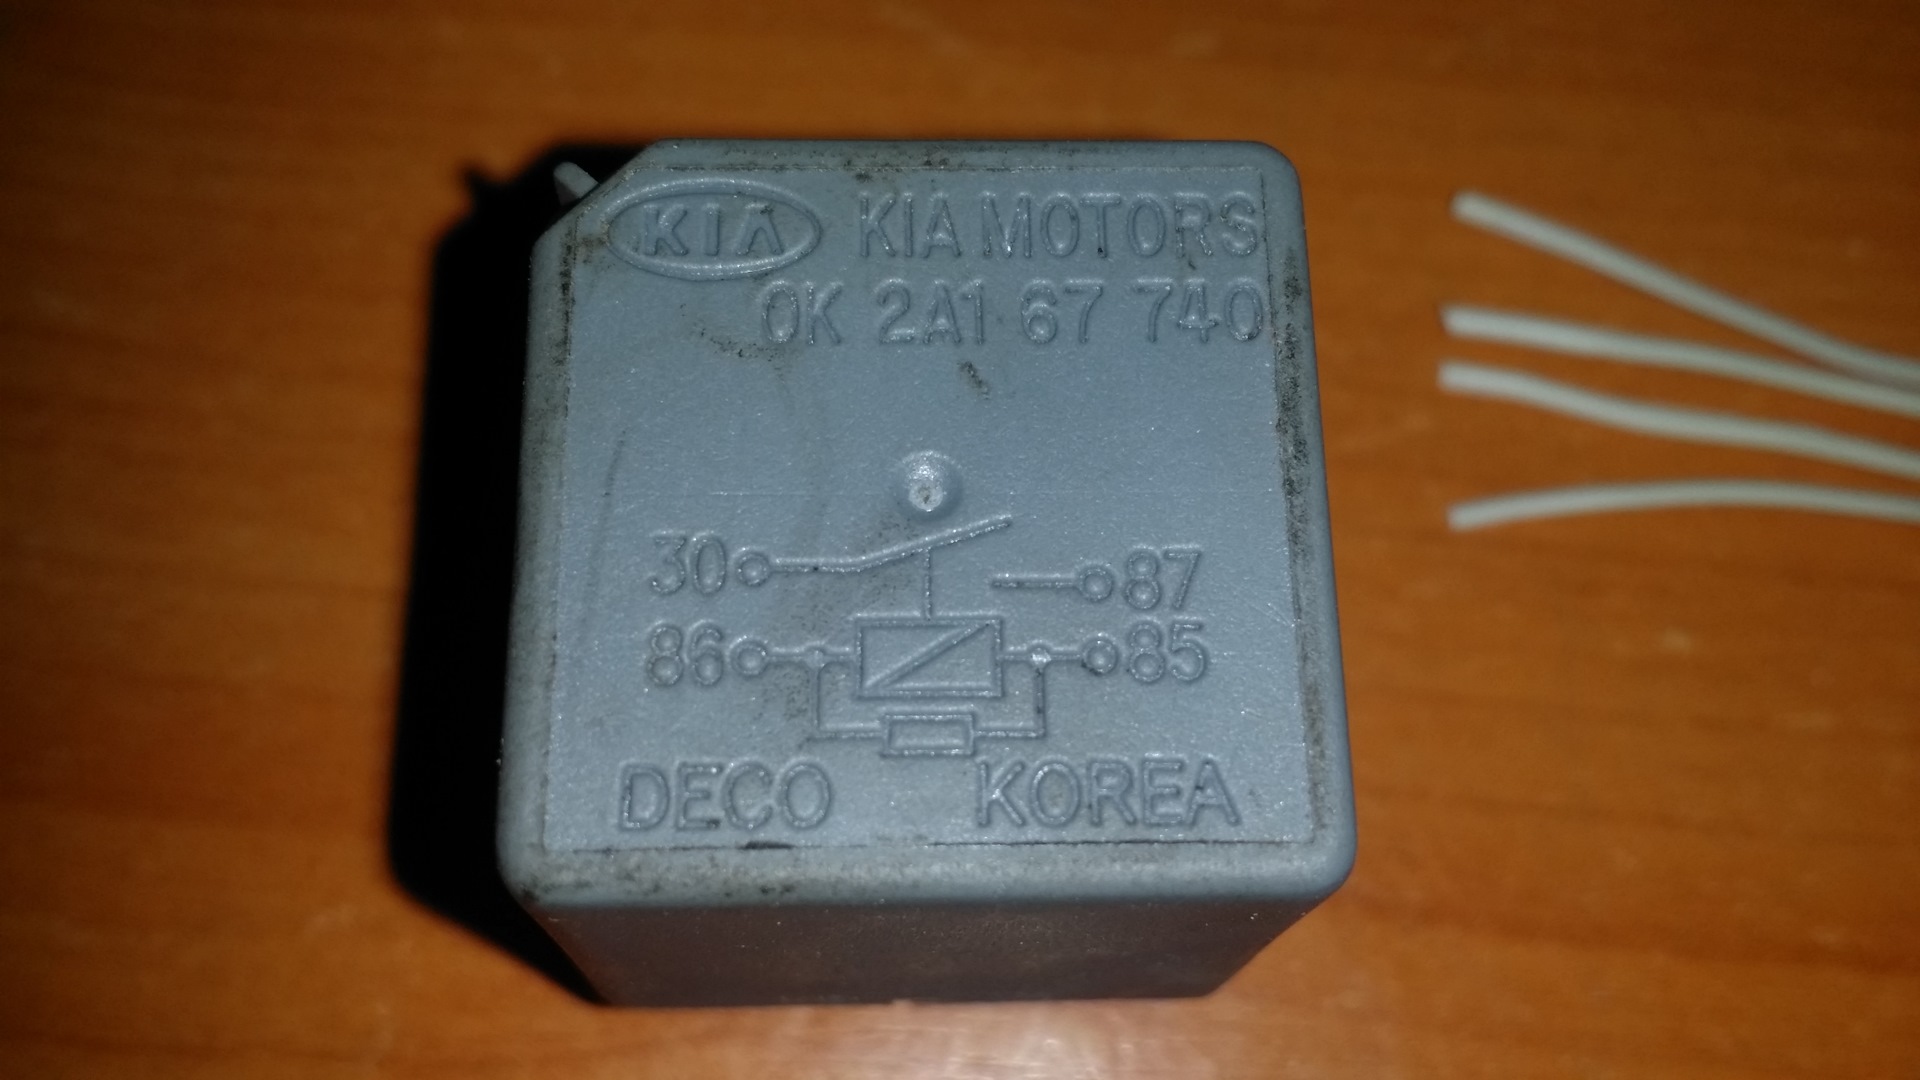 KIA KIA MOTORS
0K 2A1 67 740
30 87
86 85
DECO KOREA